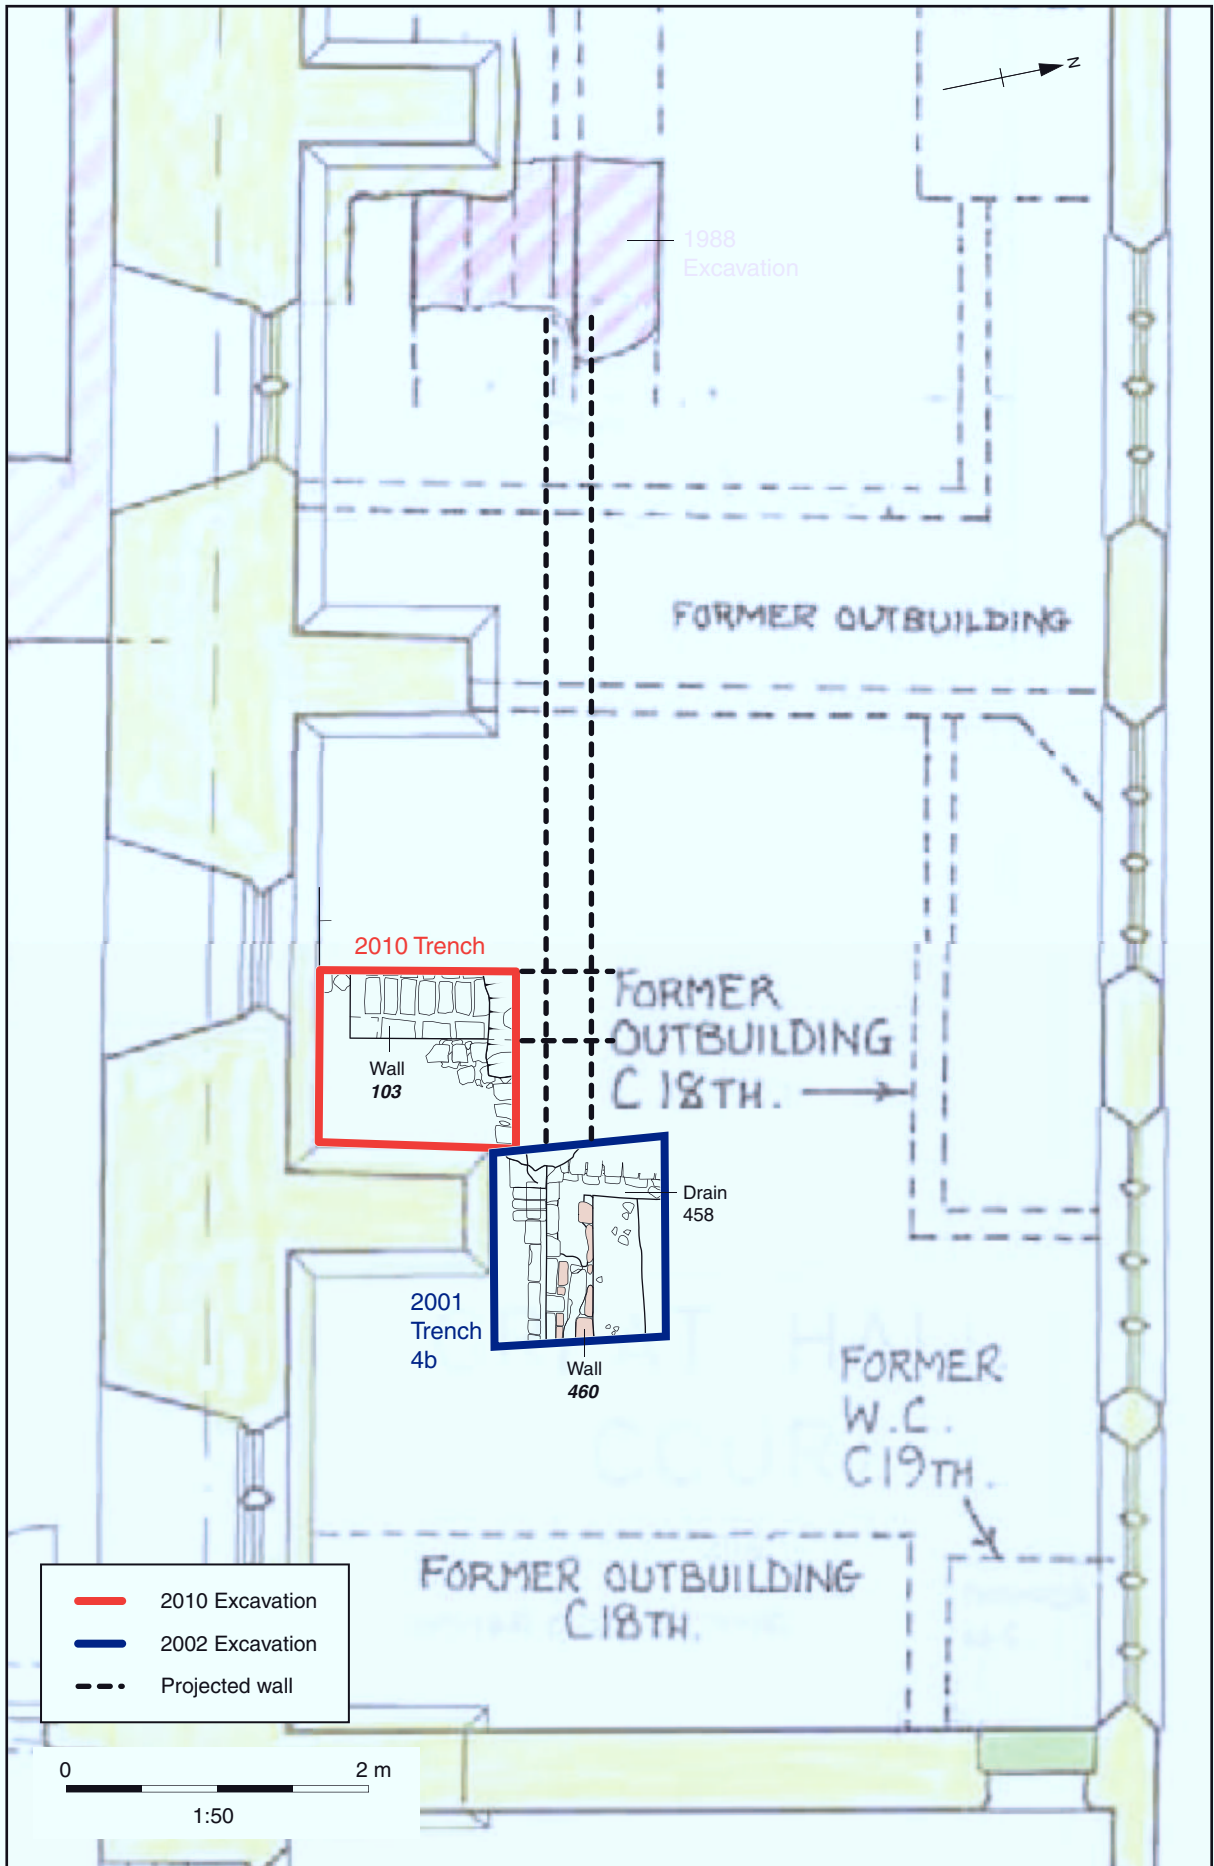 N
1988
Excavation
FORMER OUTBUILDING
2010 Trench
FORMER
OUTBUILDING
C 18TH.
Wall
103
Drain
458
2001
Trench
4b
Wall
460
FORMER
W.C.
C19TH.
FORMER OUTBUILDING
C18TH.
2010 Excavation
2002 Excavation
Projected wall
0 2 m
1:50